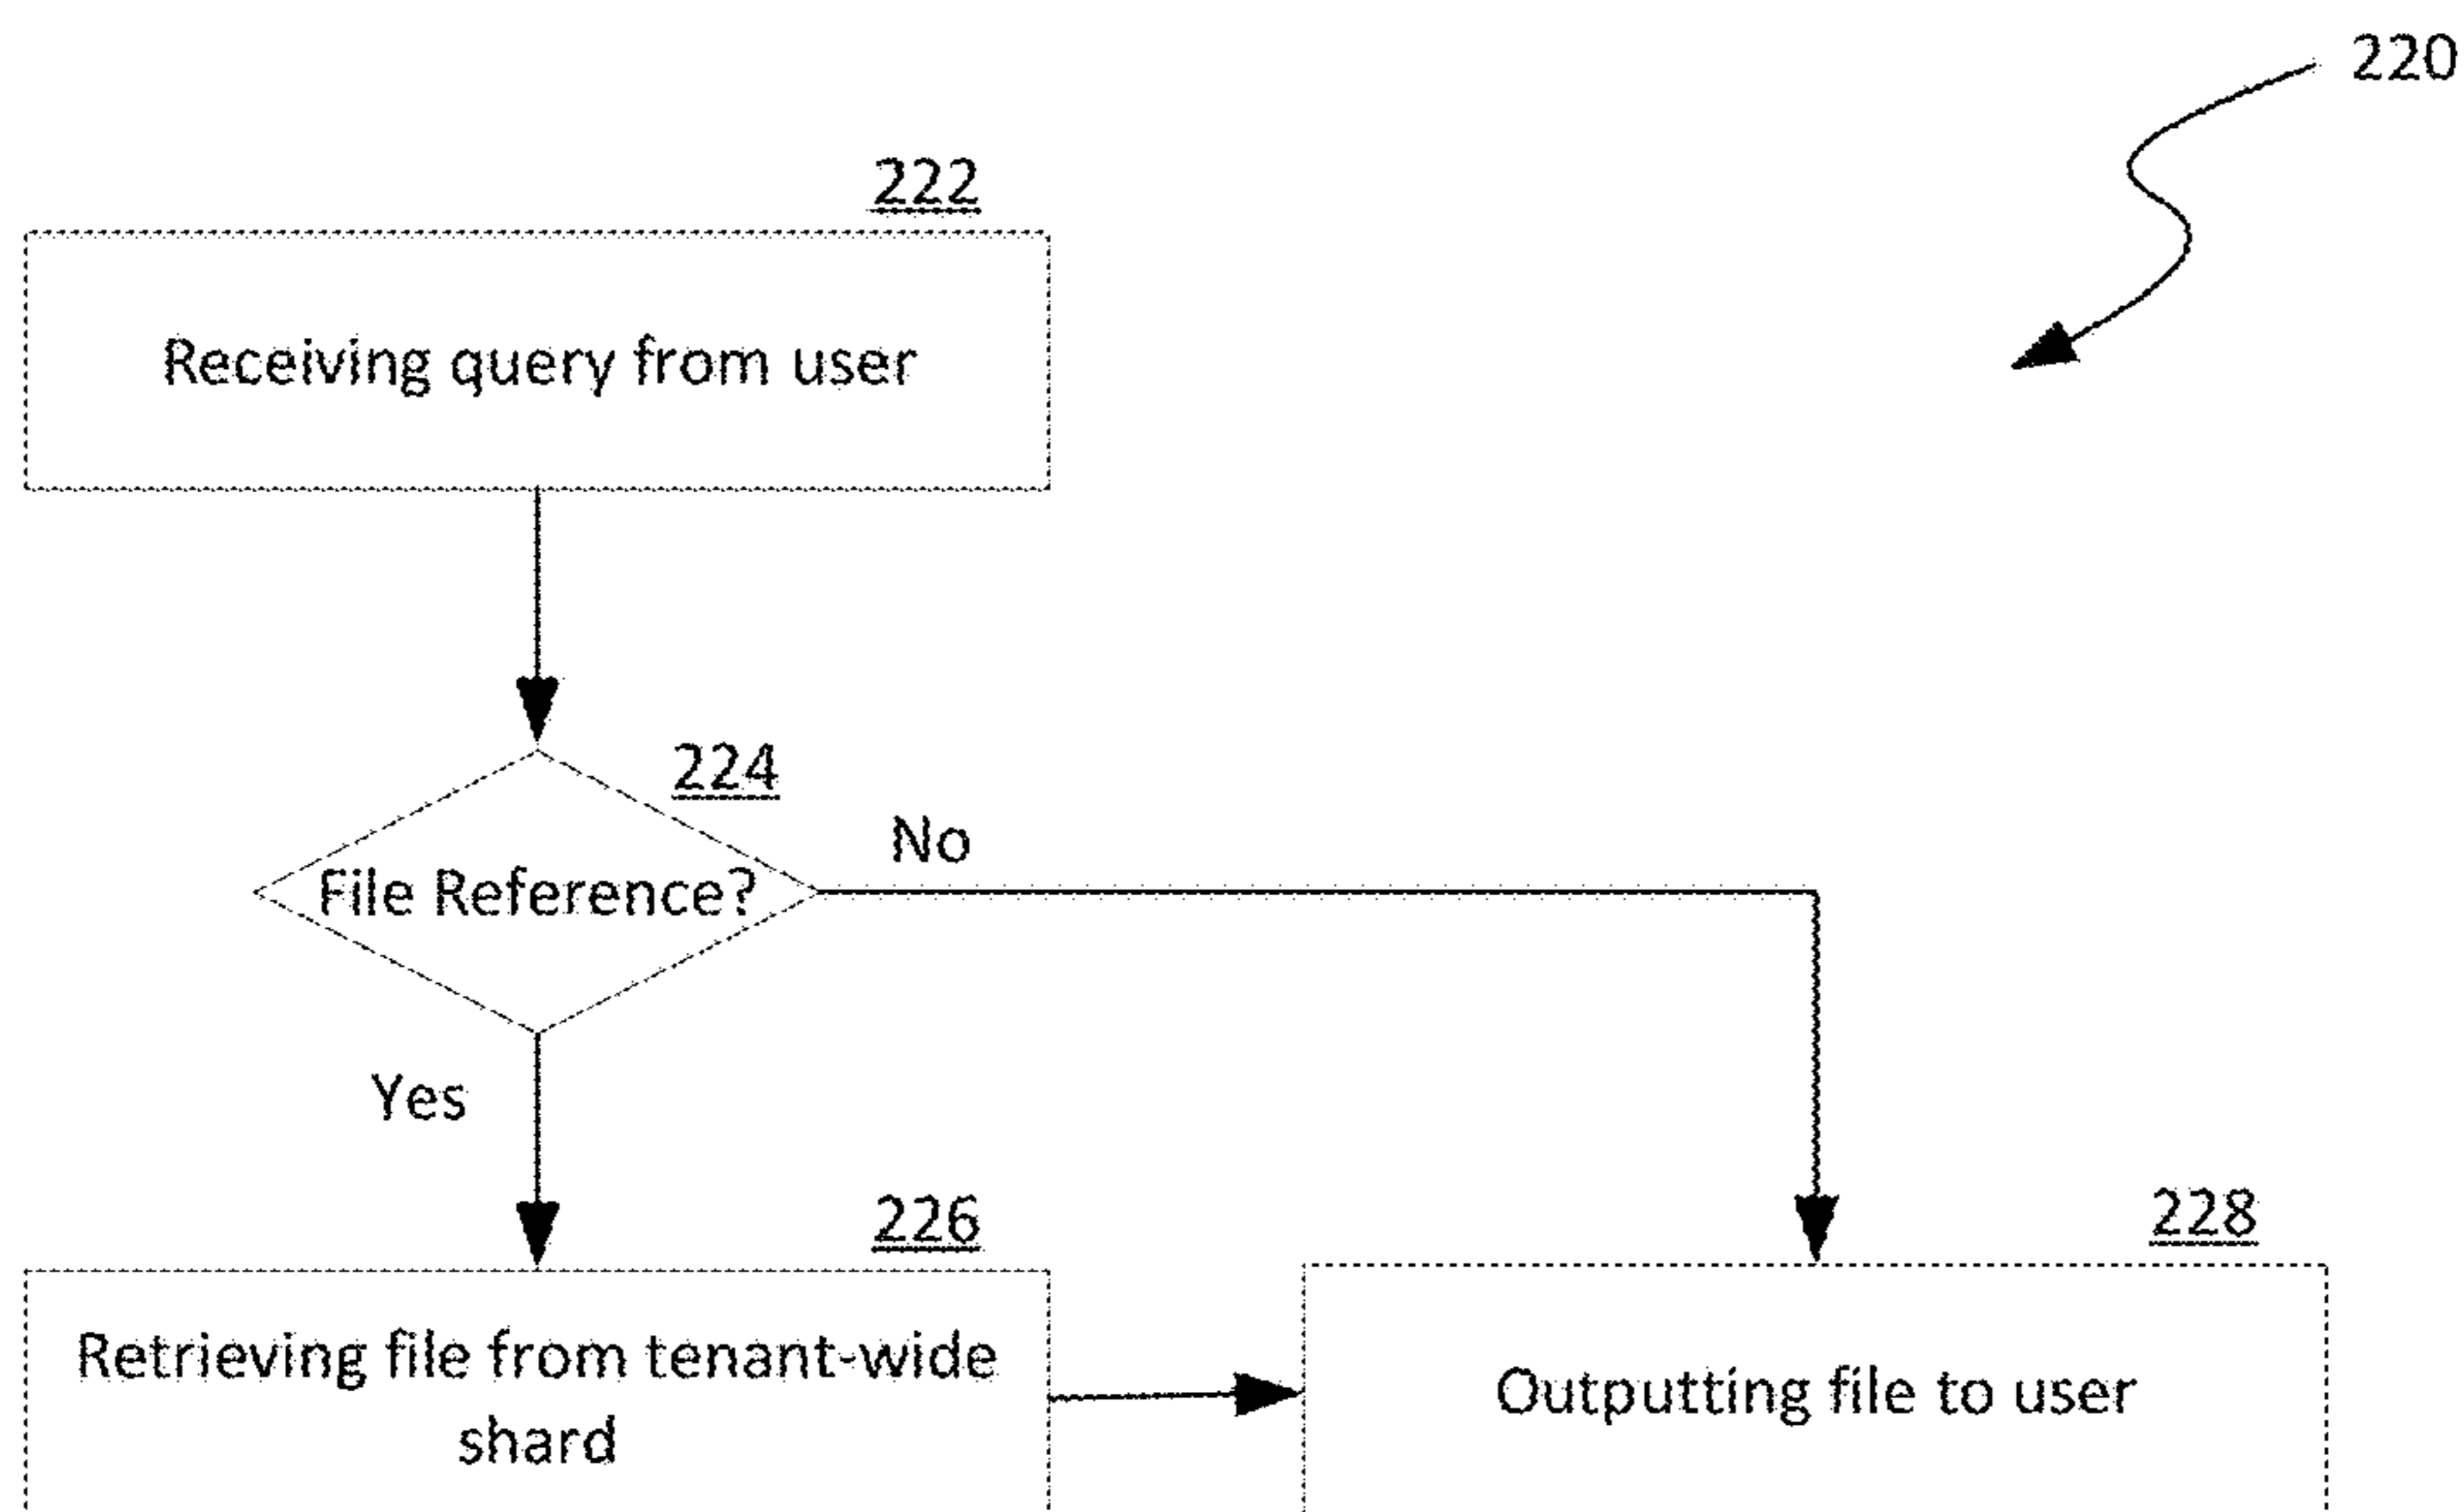 220
222
Receiving query from user
224
No
File Reference?
Yes
226
228
Retrieving file from tenant-wide
shard
Outputting file to user